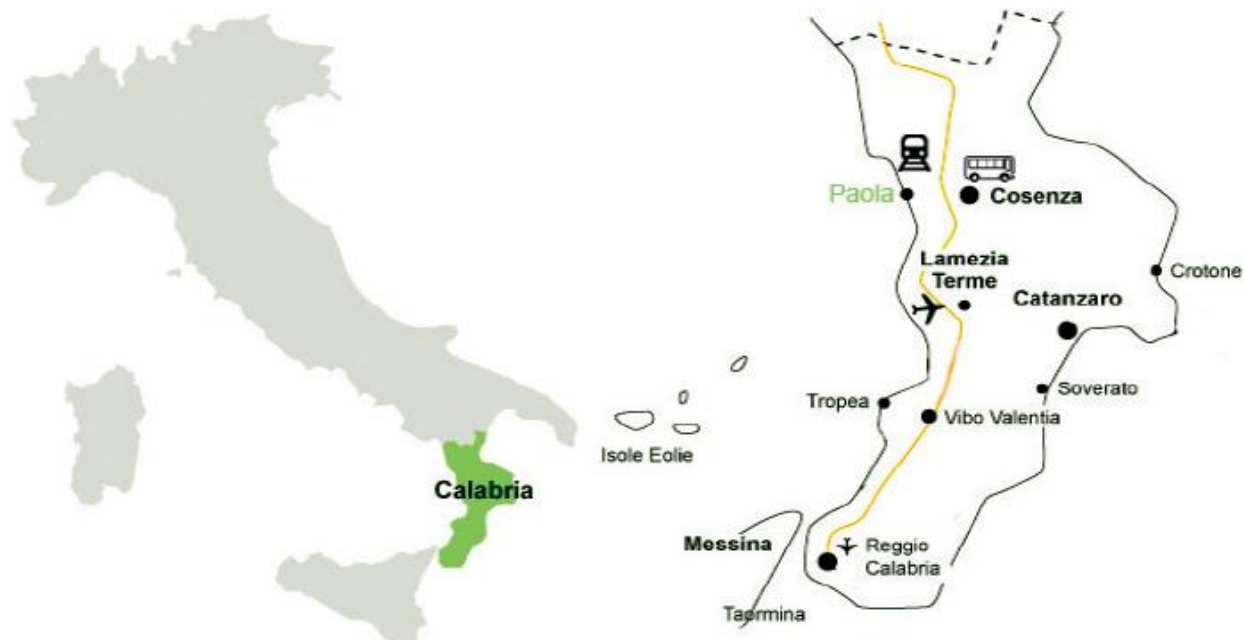 Calabria
Paola
Cosenza
Lamezia
Terme
Crotone
Catanzaro
Tropea
Soverato
Vibo Valentia
Isole Eolie
Messina
Reggio
Calabria
Taormina